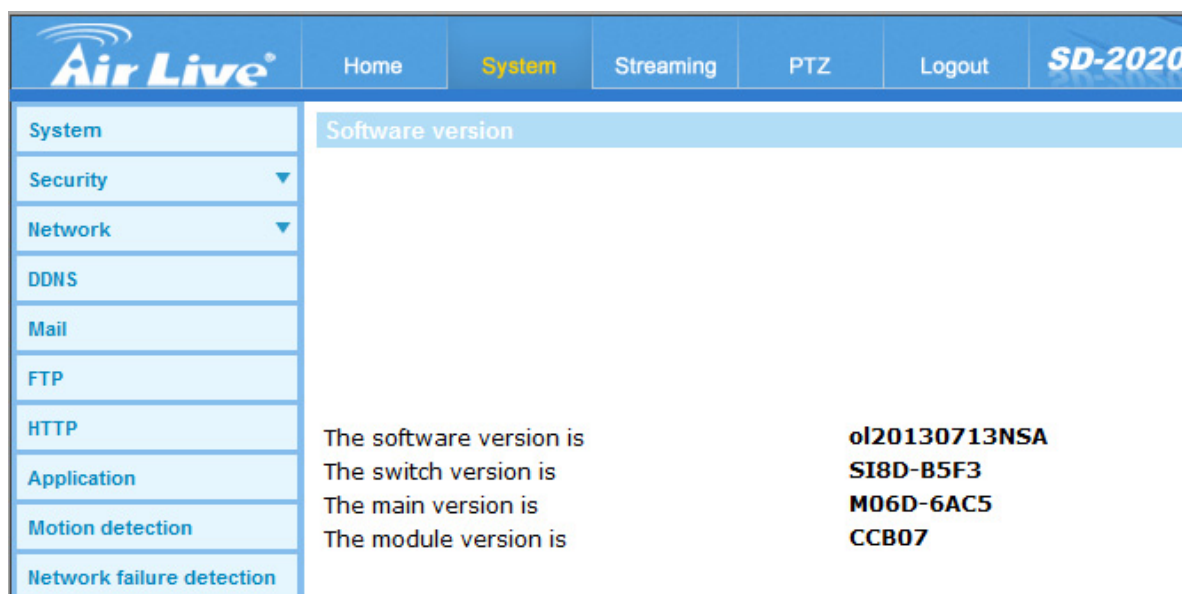 Air Live®
Home System Streaming PTZ Logout SD-2020
System
Software version
Security
Network
DDNS
Mail
FTP
HTTP
Application
Motion detection
Network failure detection
The software version is ol20130713NSA
The switch version is SI8D-B5F3
The main version is M06D-6AC5
The module version is CCB07